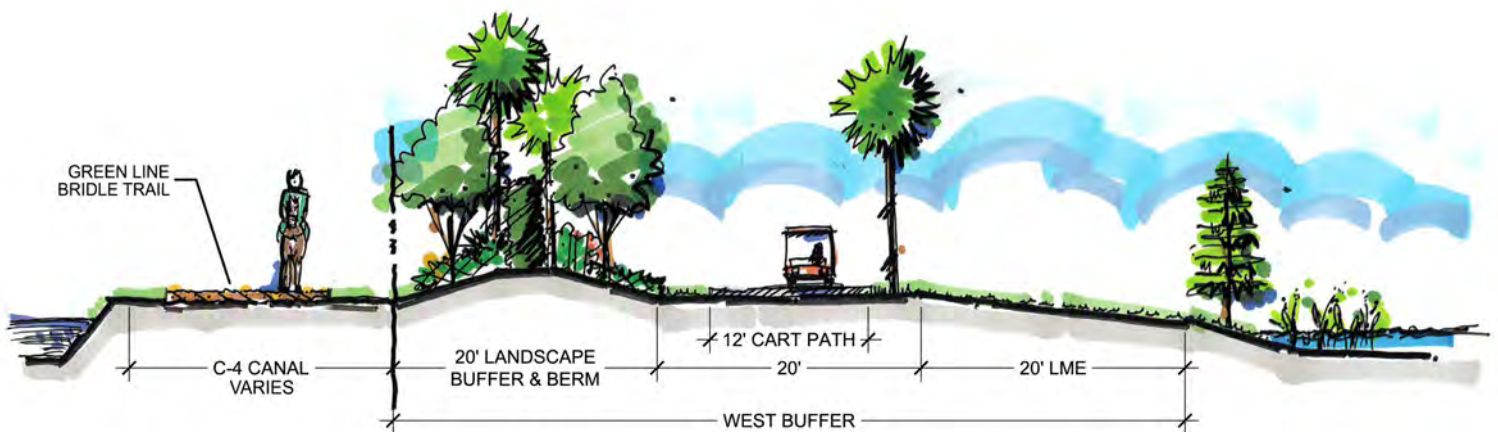 GREEN LINE
BRIDLE TRAIL
C-4 CANAL
VARIES
20' LANDSCAPE
BUFFER & BERM
12' CART PATH
20'
20' LME
WEST BUFFER